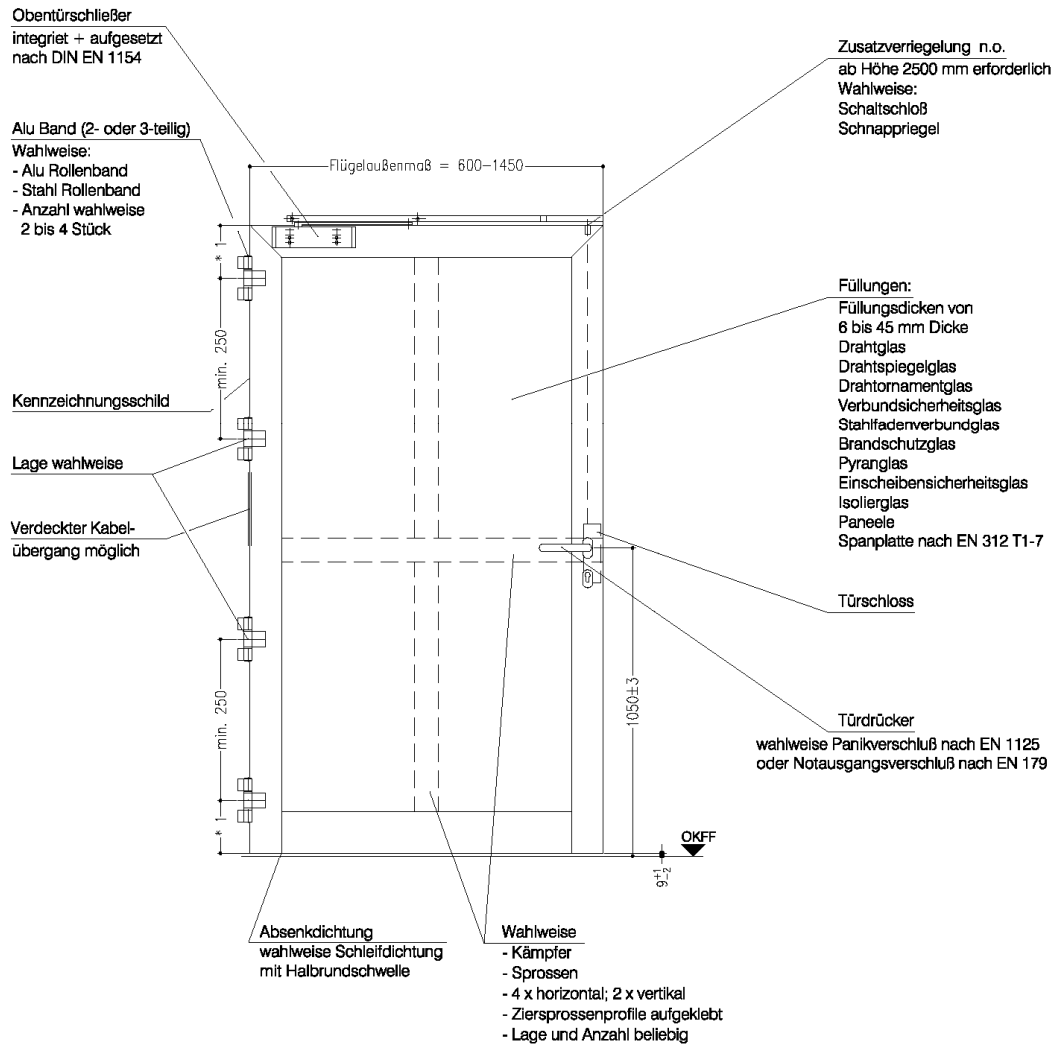 Obentürschließer
integriet + aufgesetzt
nach DIN EN 1154
Zusatzverriegelung n.o.
ab Höhe 2500 mm erforderlich
Wahlweise:
Schaltschloß
Schnappriegel
Alu Band (2- oder 3-teilig)
Wahlweise:
- Alu Rollenband
- Stahl Rollenband
- Anzahl wahlweise
2 bis 4 Stück
Flügelaußenmaß = 600-1450
* 1
min. 250
Füllungen:
Füllungsdicken von
6 bis 45 mm Dicke
Drahtglas
Drahtspiegelglas
Drahtornamentglas
Verbundsicherheitsglas
Stahlfadenverbundglas
Brandschutzglas
Pyranglas
Einscheibensicherheitsglas
Isolierglas
Paneele
Spanplatte nach EN 312 T1-7
Kennzeichnungsschild
Lage wahlweise
Verdeckter Kabel-
übergang möglich
Türschloss
min. 250
1050±3
Türdrücker
wahlweise Panikverschluß nach EN 1125
oder Notausgangsverschluß nach EN 179
* 1
OKFF
9+1-2
Absenkdichtung
wahlweise Schleifdichtung
mit Halbrundschwelle
Wahlweise
- Kämpfer
- Sprossen
- 4 x horizontal; 2 x vertikal
- Ziersprossenprofile aufgeklebt
- Lage und Anzahl beliebig